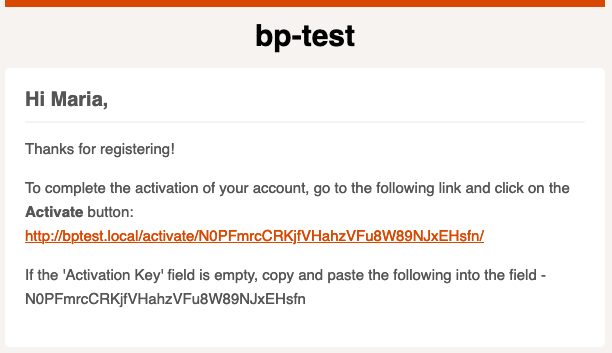 bp-test
Hi Maria,
Thanks for registering!
To complete the activation of your account, go to the following link and click on the
Activate button:
http://bptest.local/activate/N0PFmrcCRKjfVHahzVFu8W89NJxEHsfn/
If the 'Activation Key' field is empty, copy and paste the following into the field -
N0PFmrcCRKjfVHahzVFu8W89NJxEHsfn